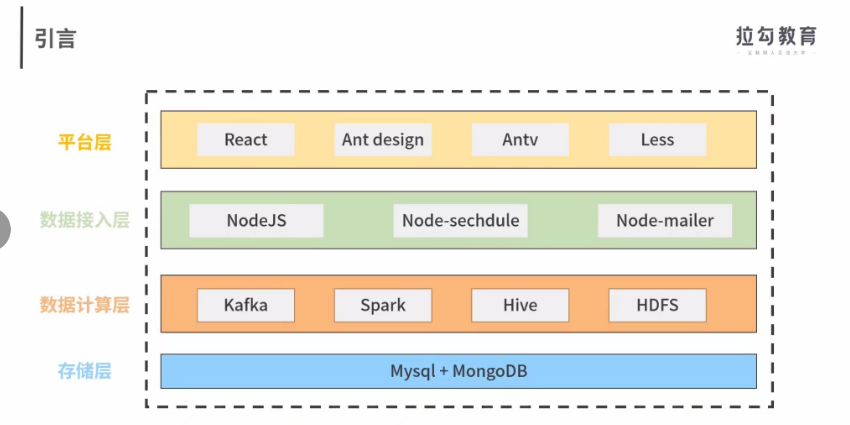 引言
拉勾教育
平台层
React Ant design Antv Less
数据接入层
NodeJS Node-sechdule Node-mailer
数据计算层
Kafka Spark Hive HDFS
存储层
Mysql + MongoDB